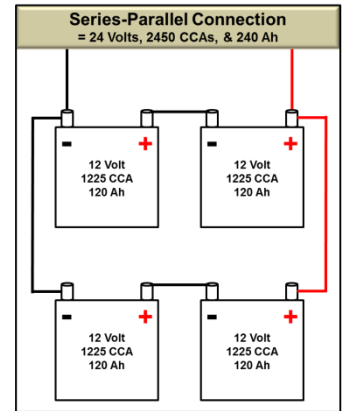 Series-Parallel Connection
= 24 Volts, 2450 CCAs, & 240 Ah
- + - +
12 Volt
1225 CCA
120 Ah
12 Volt
1225 CCA
120 Ah
- + - +
12 Volt
1225 CCA
120 Ah
12 Volt
1225 CCA
120 Ah